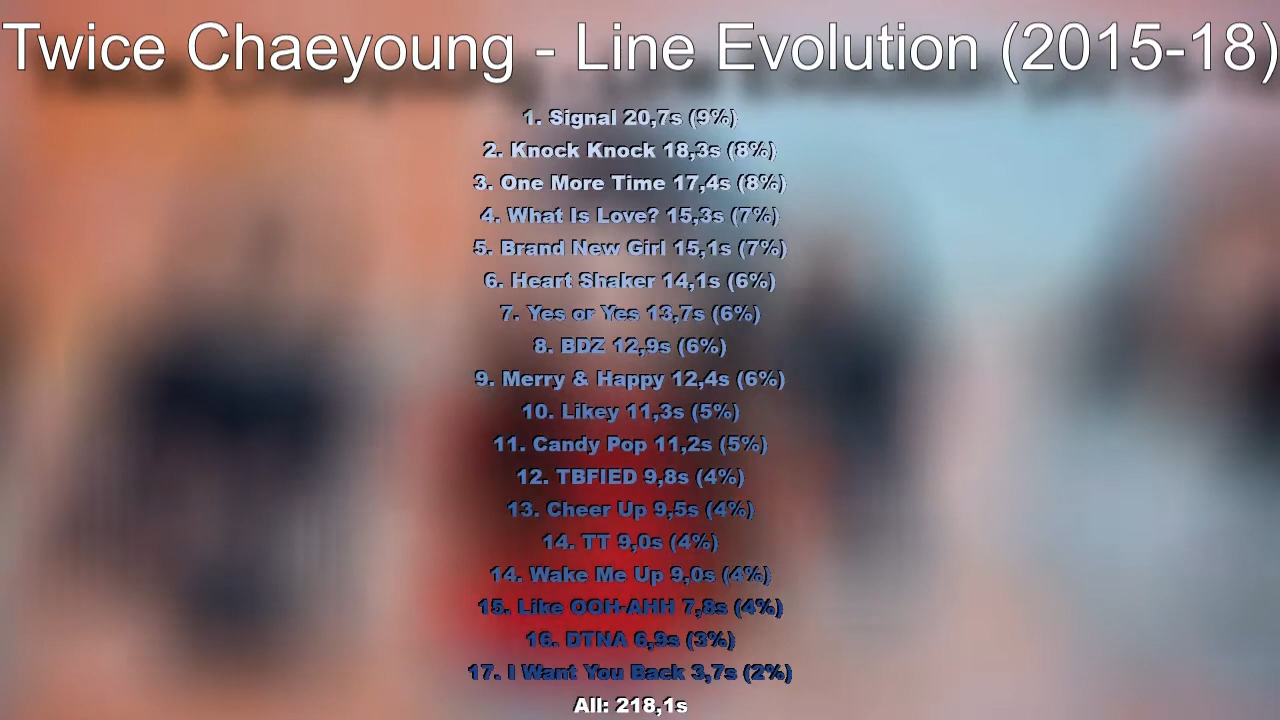 Twice Chaeyoung - Line Evolution (2015-18)
1. Signal 20,7s (9%)
2. Knock Knock 18,3s (8%)
3. One More Time 17,4s (8%)
4. What Is Love? 15,3s (7%)
5. Brand New Girl 15,1s (7%)
6. Heart Shaker 14,1s (6%)
7. Yes or Yes 13,7s (6%)
8. BDZ 12,9s (6%)
9. Merry & Happy 12,4s (6%)
10. Likey 11,3s (5%)
11. Candy Pop 11,2s (5%)
12. TBFIED 9,8s (4%)
13. Cheer Up 9,5s (4%)
14. TT 9,0s (4%)
14. Wake Me Up 9,0s (4%)
15. Like OOH-AHH 7,8s (4%)
16. DTNA 6,9s (3%)
17. I Want You Back 3,7s (2%)
All: 218,1s